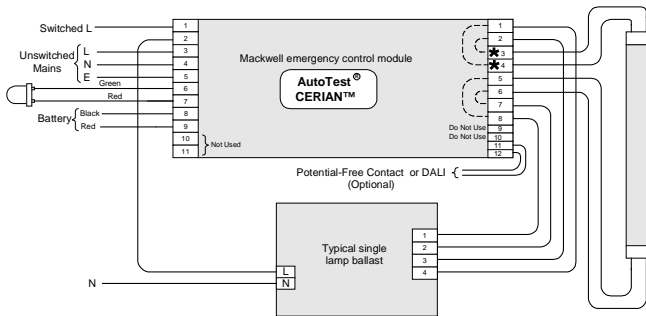 Switched L
Unswitched Mains
L
N
E
Green
Red
Battery
Black
Red
1
2
3
4
5
6
7
8
9
10
11
Not Used
Mackwell emergency control module
AutoTest®
CERIAN™
1
2
★3
★4
5
6
7
8
Do Not Use 9
Do Not Use 10
11
12
Potential-Free Contact or DALI
(Optional)
Typical single
lamp ballast
1
2
3
4
L
N
N